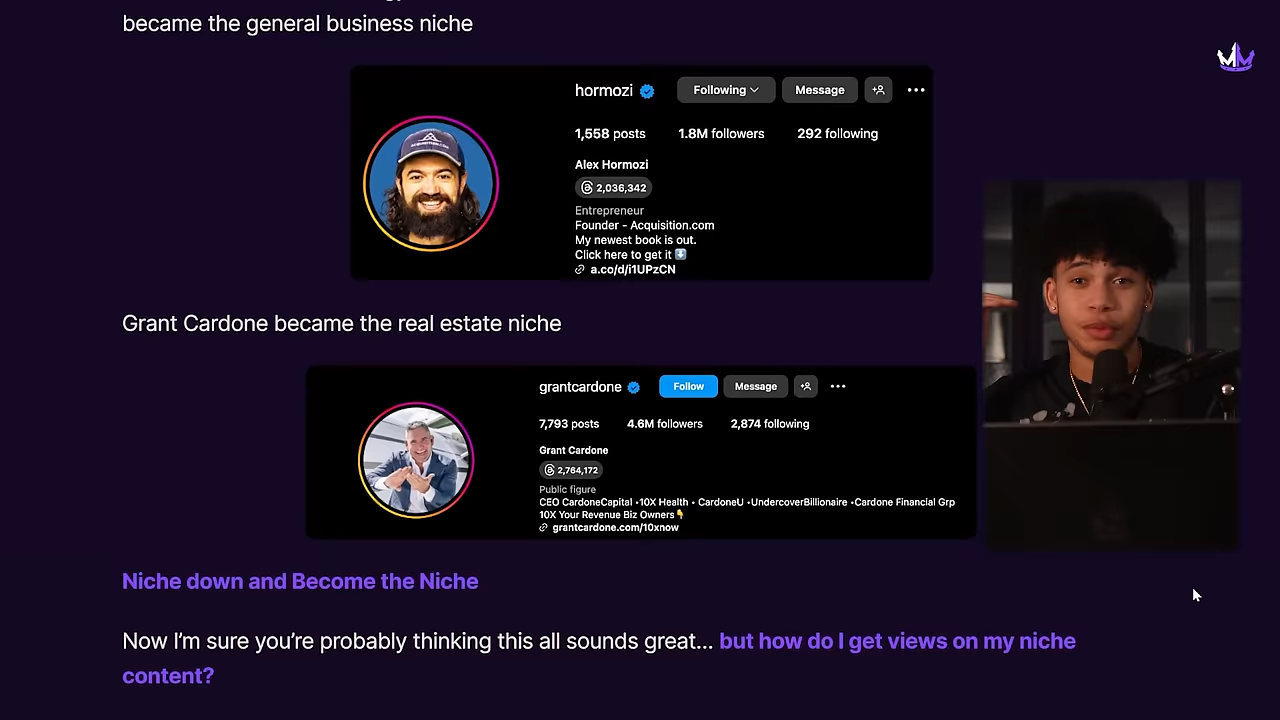 became the general business niche
hormozi Following Message
1,558 posts 1.8M followers 292 following
Alex Hormozi
2,036,342
Entrepreneur
Founder - Acquisition.com
My newest book is out.
Click here to get it ⬇️
a.co/d/i1UPzCN
ACQUISITION.COM
Grant Cardone became the real estate niche
grantcardone Follow Message
7,793 posts 4.6M followers 2,874 following
Grant Cardone
2,764,172
Public figure
CEO CardoneCapital •10X Health • CardoneU •UndercoverBillionaire •Cardone Financial Grp
10X Your Revenue Biz Owners👇
grantcardone.com/10xnow
Niche down and Become the Niche
Now I’m sure you’re probably thinking this all sounds great... but how do I get views on my niche
content?